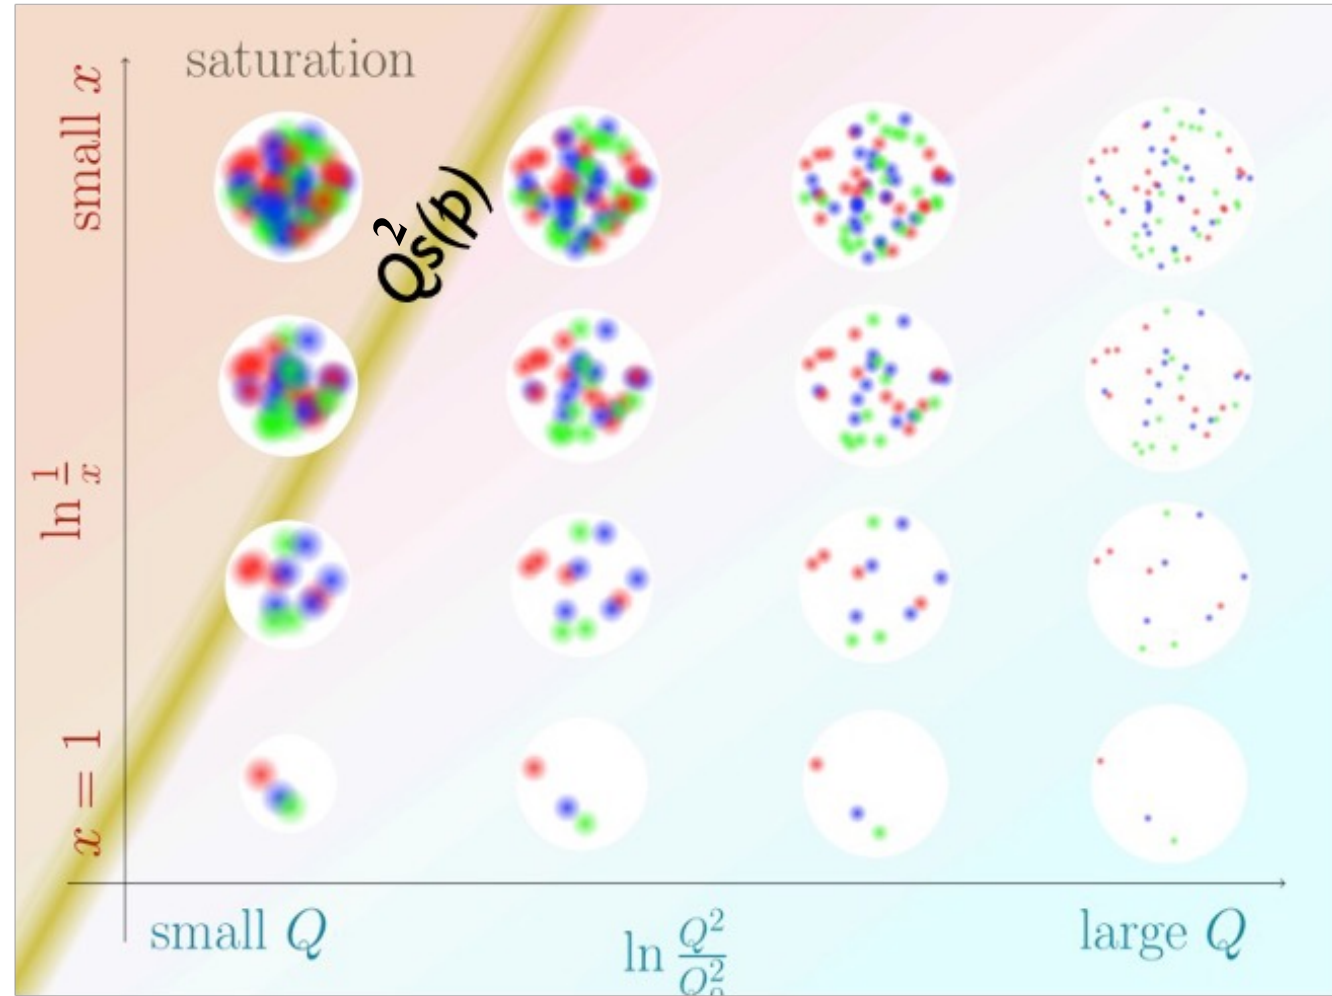 saturation
small x
Q²s(p)
ln 1/x
x = 1
small Q
ln Q²/Q₀²
large Q